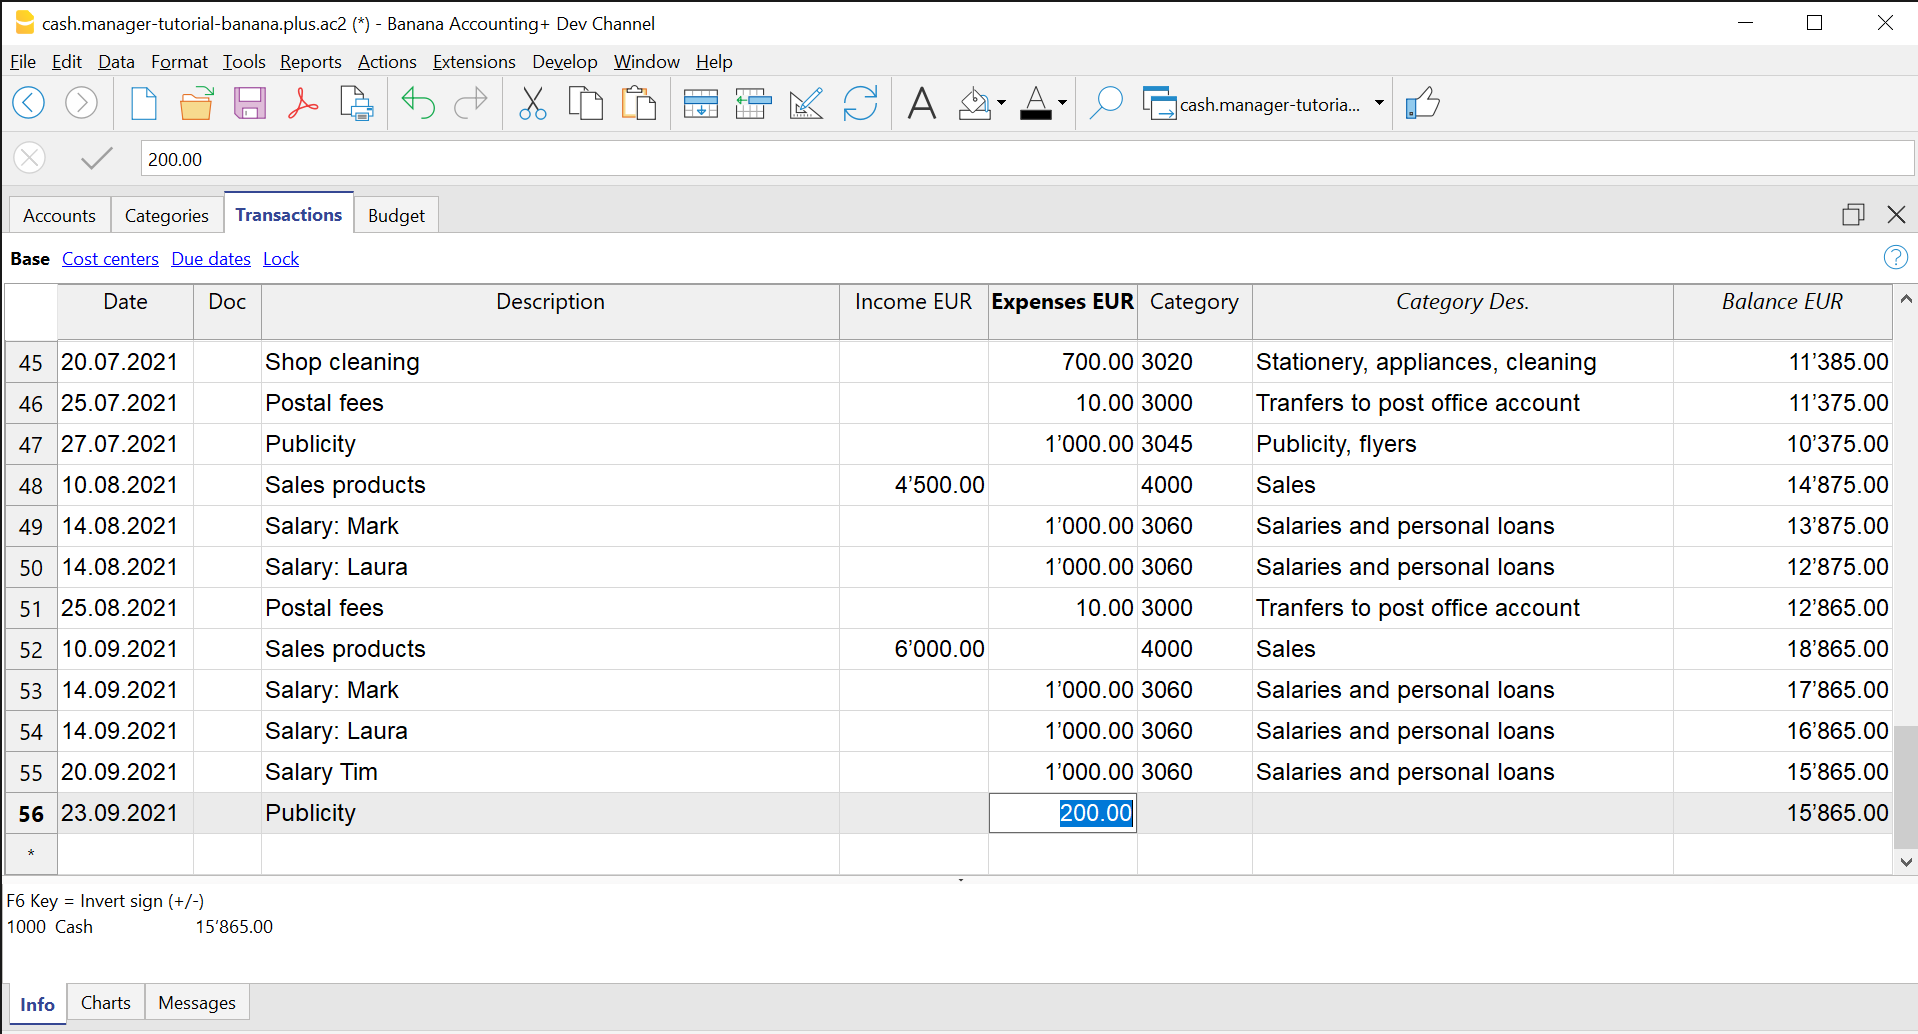 cash.manager-tutorial-banana.plus.ac2 (*) - Banana Accounting+ Dev Channel
File Edit Data Format Tools Reports Actions Extensions Develop Window Help
cash.manager-tutoria...
200.00
Accounts Categories Transactions Budget
Base Cost centers Due dates Lock
Date Doc Description Income EUR Expenses EUR Category Category Des. Balance EUR
45 20.07.2021 Shop cleaning 700.00 3020 Stationery, appliances, cleaning 11’385.00
46 25.07.2021 Postal fees 10.00 3000 Tranfers to post office account 11’375.00
47 27.07.2021 Publicity 1’000.00 3045 Publicity, flyers 10’375.00
48 10.08.2021 Sales products 4’500.00 4000 Sales 14’875.00
49 14.08.2021 Salary: Mark 1’000.00 3060 Salaries and personal loans 13’875.00
50 14.08.2021 Salary: Laura 1’000.00 3060 Salaries and personal loans 12’875.00
51 25.08.2021 Postal fees 10.00 3000 Tranfers to post office account 12’865.00
52 10.09.2021 Sales products 6’000.00 4000 Sales 18’865.00
53 14.09.2021 Salary: Mark 1’000.00 3060 Salaries and personal loans 17’865.00
54 14.09.2021 Salary: Laura 1’000.00 3060 Salaries and personal loans 16’865.00
55 20.09.2021 Salary Tim 1’000.00 3060 Salaries and personal loans 15’865.00
56 23.09.2021 Publicity 200.00 15’865.00
*
F6 Key = Invert sign (+/-)
1000 Cash 15’865.00
Info Charts Messages